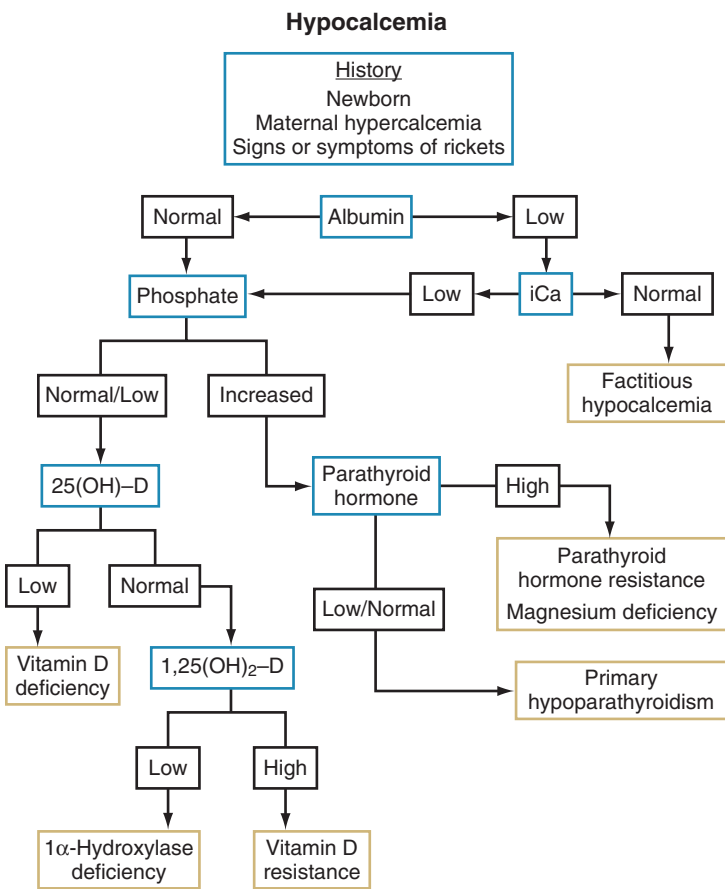 Hypocalcemia
History
Newborn
Maternal hypercalcemia
Signs or symptoms of rickets
Normal
Albumin
Low
Phosphate
Low
iCa
Normal
Factitious
hypocalcemia
Normal/Low
Increased
25(OH)–D
Parathyroid
hormone
High
Parathyroid
hormone resistance
Magnesium deficiency
Low
Normal
Low/Normal
Vitamin D
deficiency
1,25(OH)₂–D
Primary
hypoparathyroidism
Low
High
1α-Hydroxylase
deficiency
Vitamin D
resistance